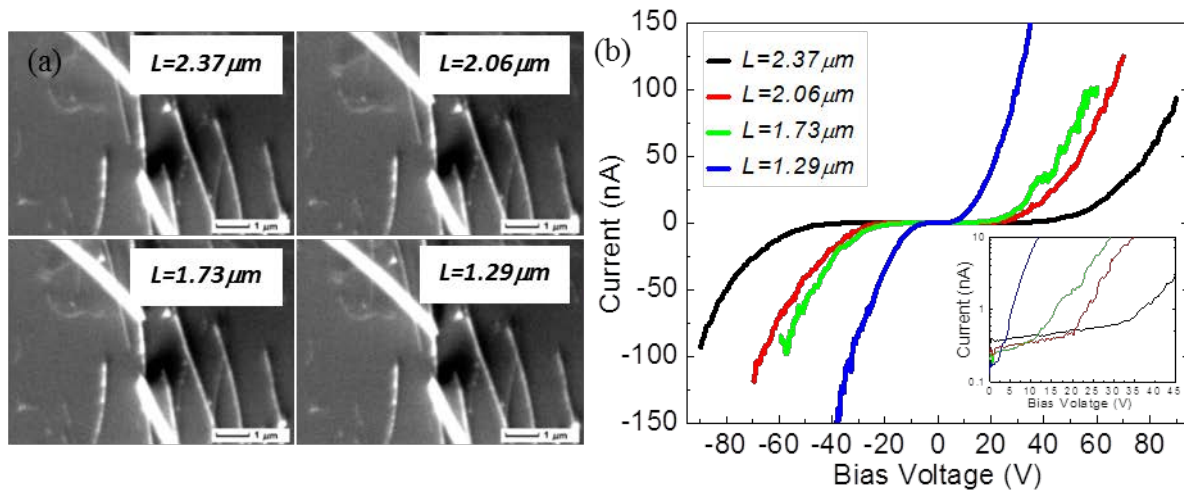 (a)
L=2.37μm
L=2.06μm
1 μm
1 μm
L=1.73μm
L=1.29μm
1 μm
1 μm
(b)
150
100
50
0
-50
-100
-150
Current (nA)
L=2.37μm
L=2.06μm
L=1.73μm
L=1.29μm
-80 -60 -40 -20 0 20 40 60 80
Bias Voltage (V)
10
1
0.1
Current (nA)
0 5 10 15 20 25 30 35 40 45
Bias Volatge (V)